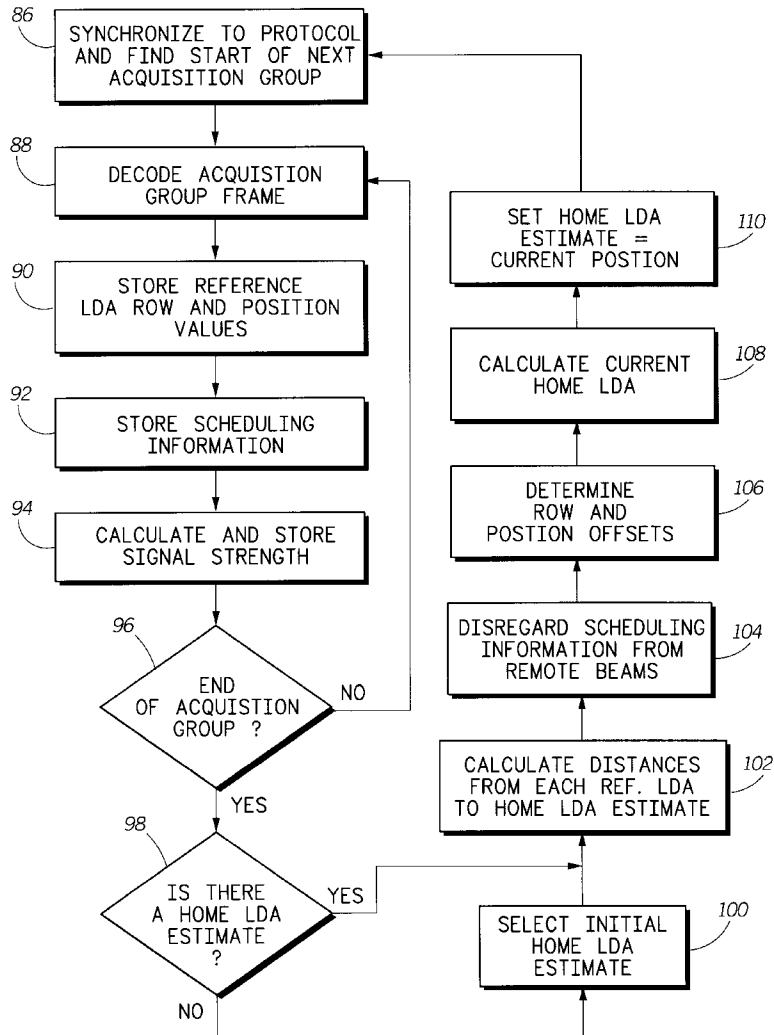 86
SYNCHRONIZE TO PROTOCOL
AND FIND START OF NEXT
ACQUISITION GROUP
88
DECODE ACQUISTION
GROUP FRAME
90
STORE REFERENCE
LDA ROW AND POSITION
VALUES
92
STORE SCHEDULING
INFORMATION
94
CALCULATE AND STORE
SIGNAL STRENGTH
96
END
OF ACQUISTION
GROUP ?
NO
YES
98
IS THERE
A HOME LDA
ESTIMATE
?
YES
NO
SELECT INITIAL
HOME LDA
ESTIMATE
100
CALCULATE DISTANCES
FROM EACH REF. LDA
TO HOME LDA ESTIMATE
102
DISREGARD SCHEDULING
INFORMATION FROM
REMOTE BEAMS
104
DETERMINE
ROW AND
POSTION OFFSETS
106
CALCULATE CURRENT
HOME LDA
108
SET HOME LDA
ESTIMATE =
CURRENT POSTION
110